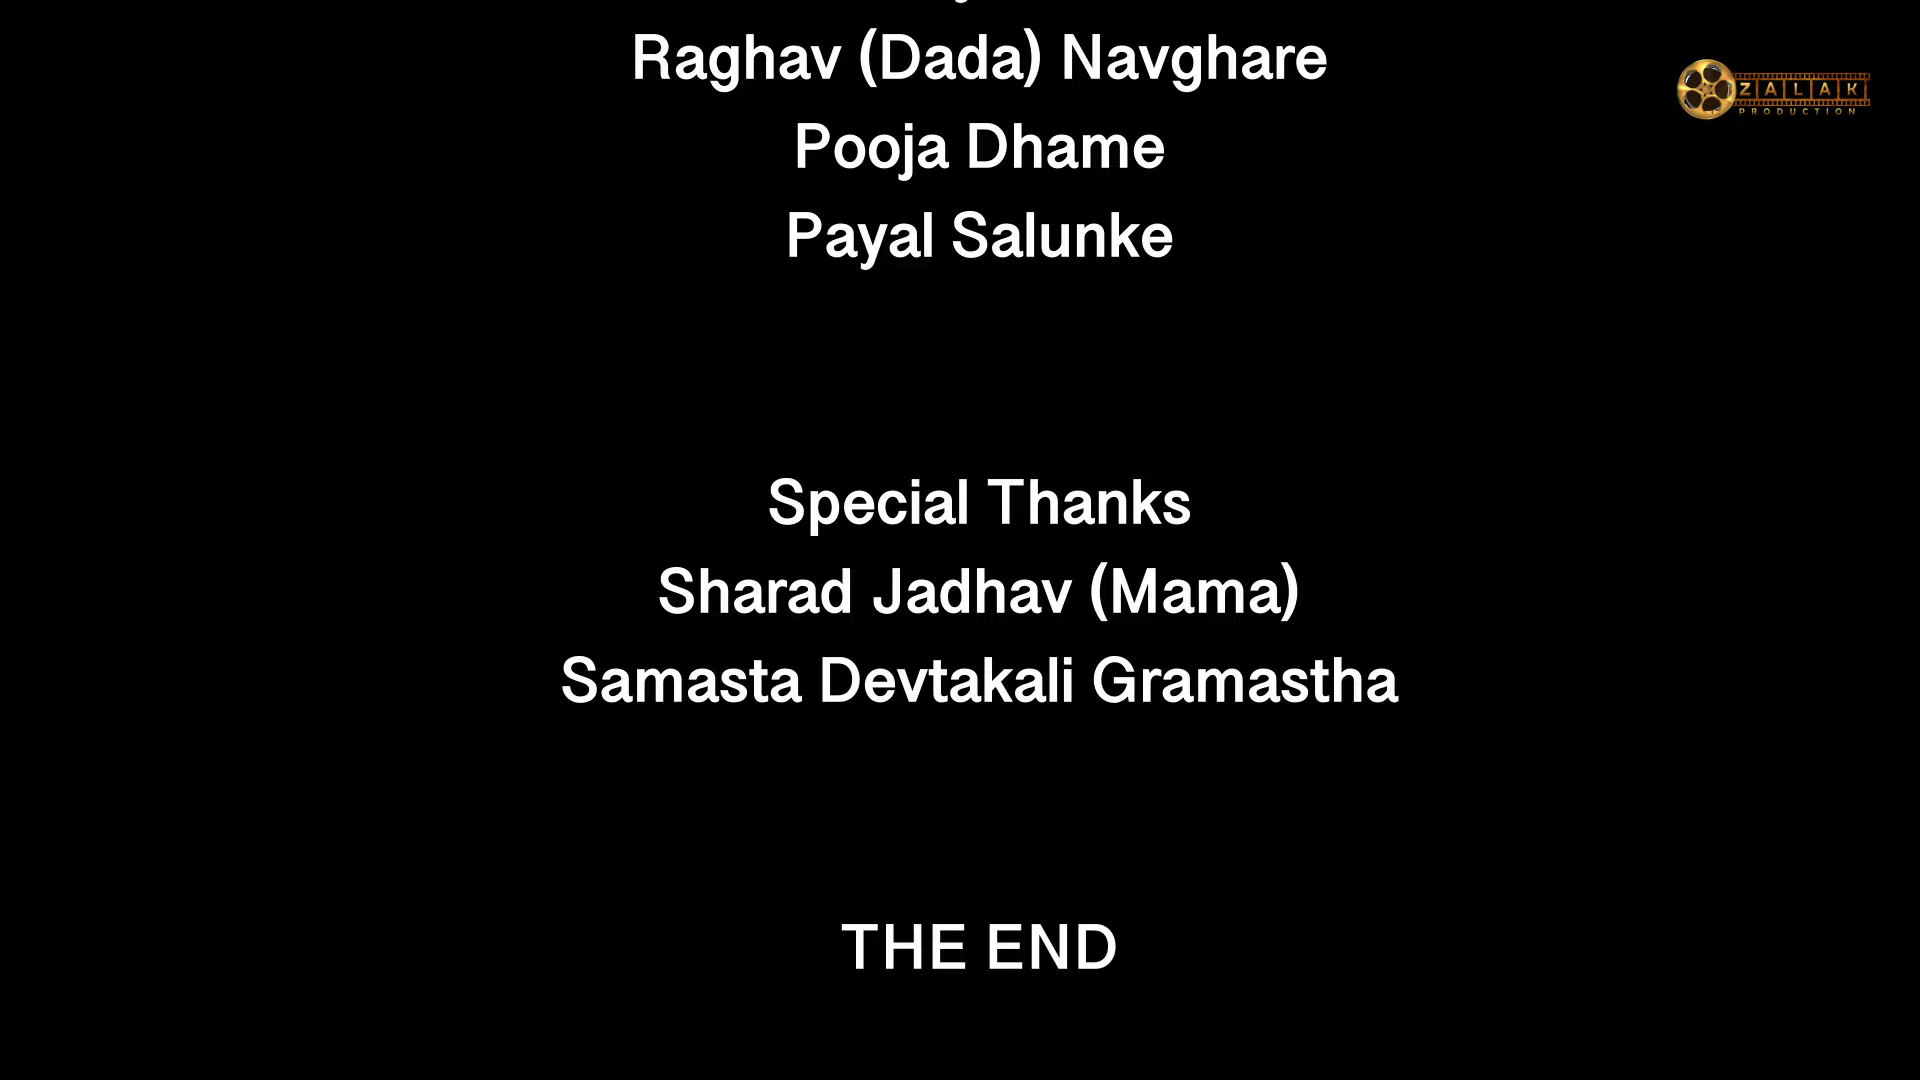 Raghav (Dada) Navghare
ZALAK
PRODUCTION
Pooja Dhame
Payal Salunke
Special Thanks
Sharad Jadhav (Mama)
Samasta Devtakali Gramastha
THE END